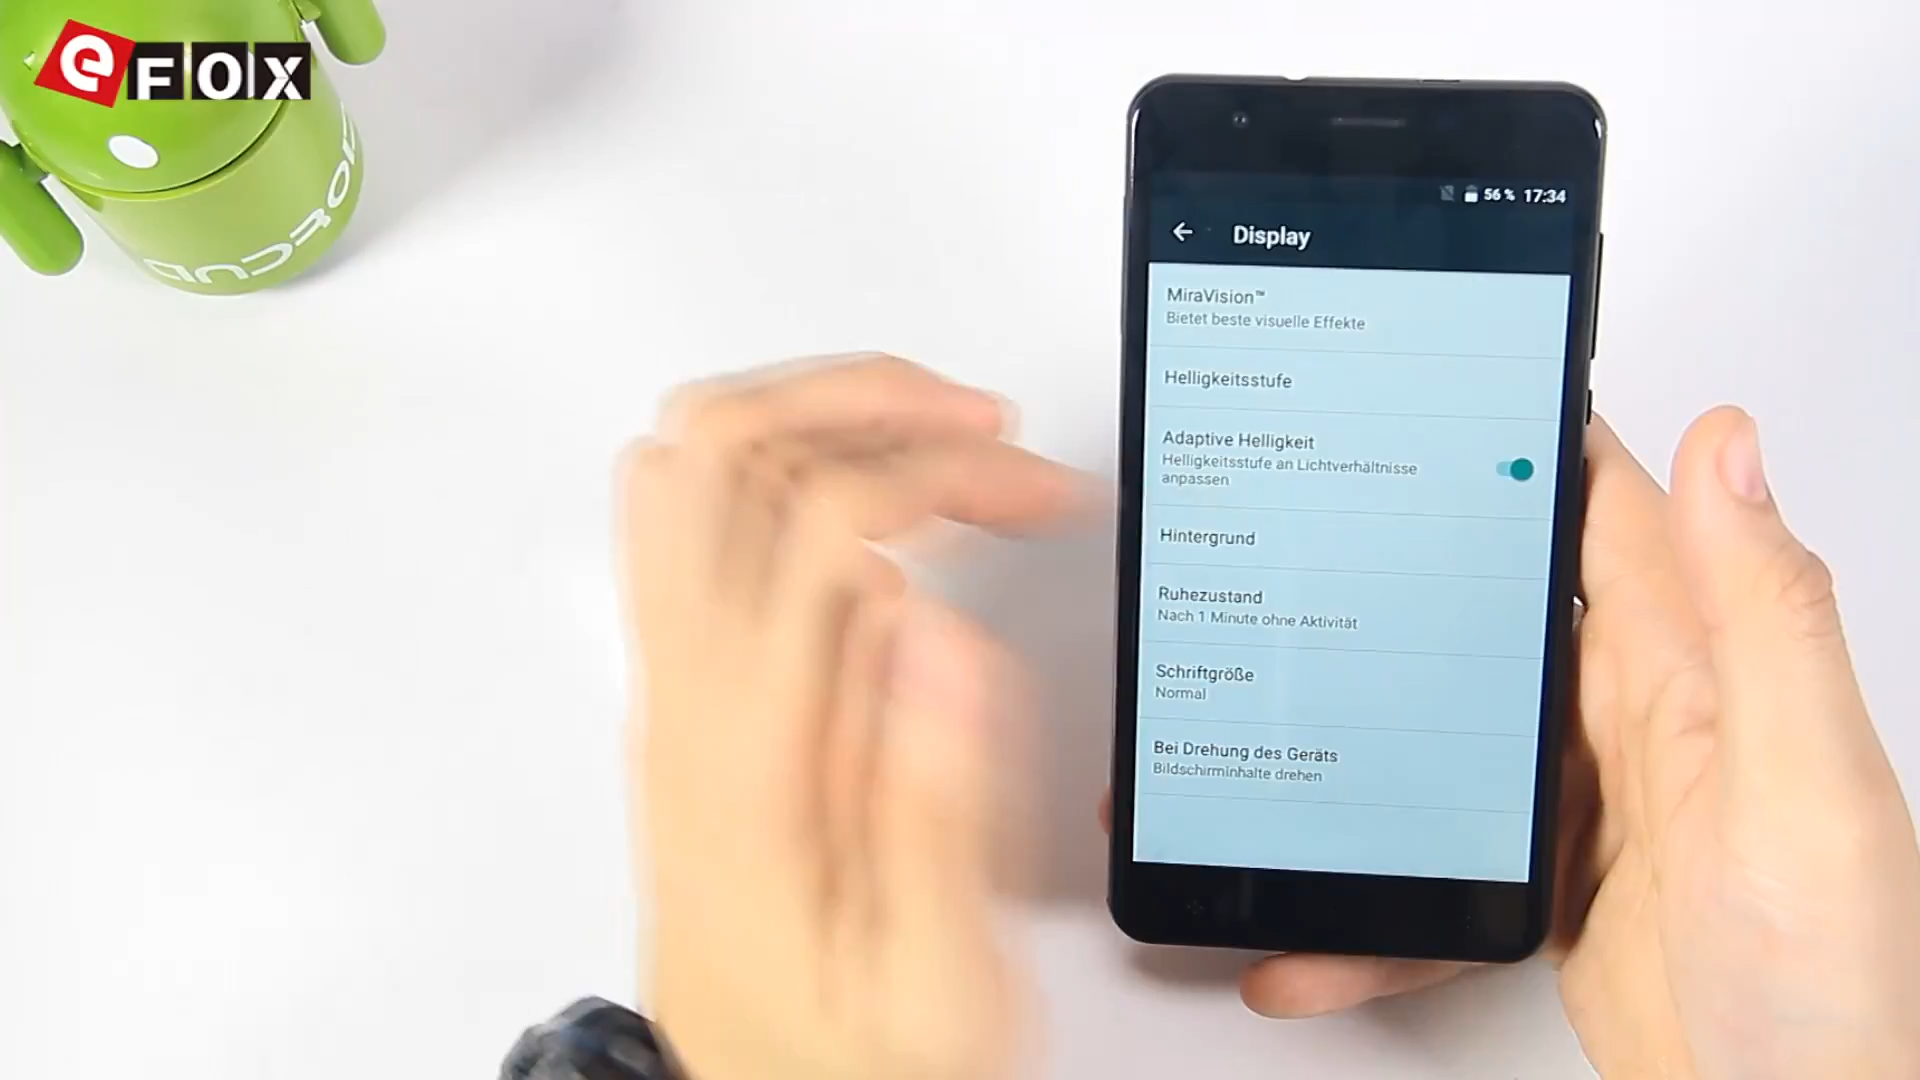 eFOX
ANDROID
56 % 17:34
Display
MiraVision™
Bietet beste visuelle Effekte
Helligkeitsstufe
Adaptive Helligkeit
Helligkeitsstufe an Lichtverhältnisse
anpassen
Hintergrund
Ruhezustand
Nach 1 Minute ohne Aktivität
Schriftgröße
Normal
Bei Drehung des Geräts
Bildschirminhalte drehen